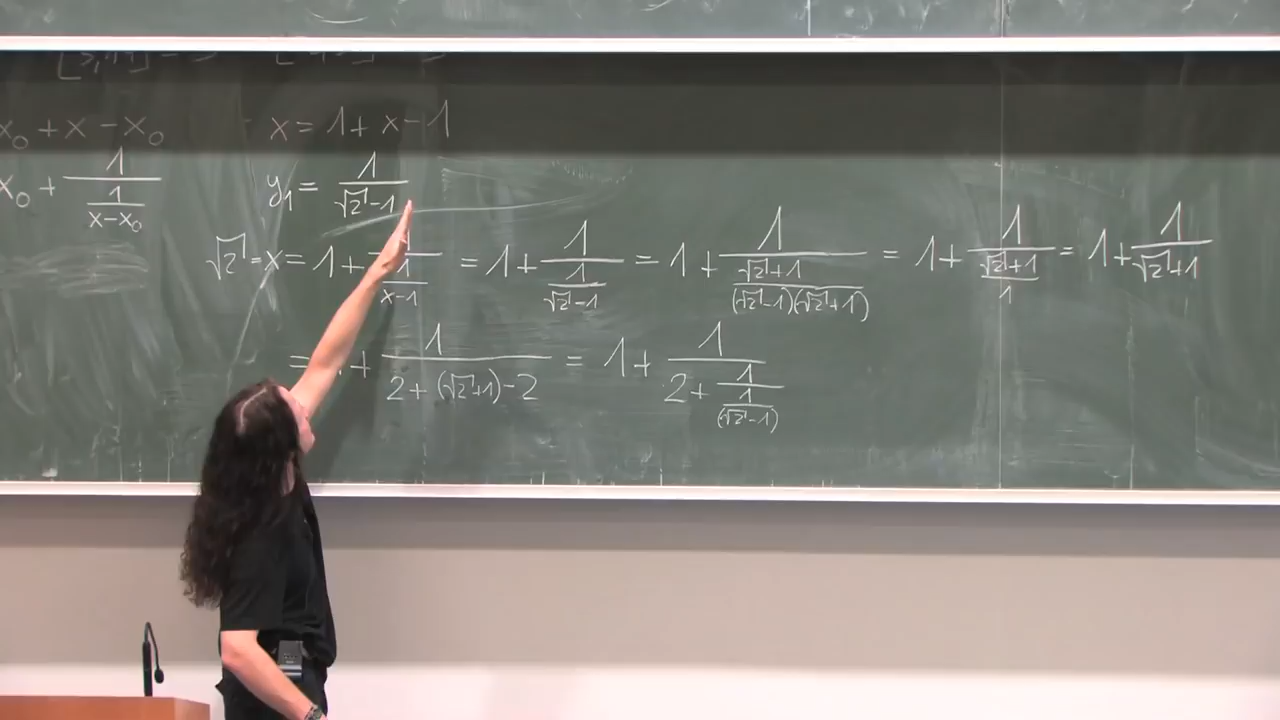 x₀ + x − x₀    x = 1 + x − 1
x₀ + 1/(1/(x−x₀))    y₁ = 1/(√2−1)
√2 = x = 1 + 1/(1/(x−1)) = 1 + 1/(1/(√2−1)) = 1 + 1/((√2+1)/((√2−1)(√2+1))) = 1 + 1/((√2+1)/1) = 1 + 1/(√2+1)
= + 1/(2 + (√2+1) − 2) = 1 + 1/(2 + 1/(1/(√2−1)))